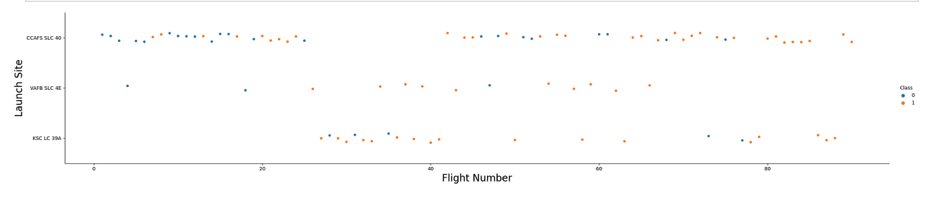 CCAFS SLC 40
VAFB SLC 4E
KSC LC 39A
Launch Site
0 20 40 60 80
Flight Number
Class
0
1